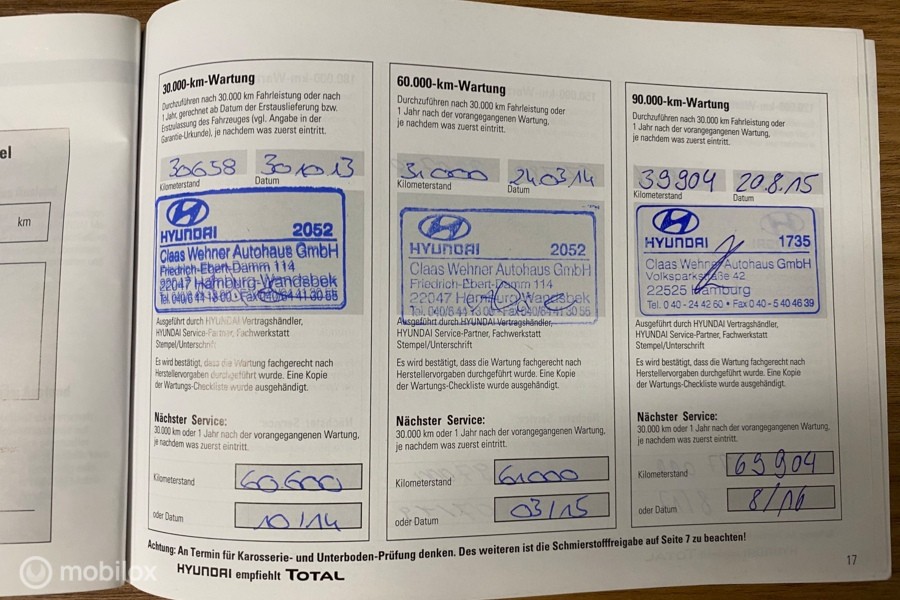 el
km
30.000-km-Wartung
Durchzuführen nach 30.000 km Fahrleistung oder nach
1 Jahr, gerechnet ab Datum der Erstauslieferung bzw.
Erstzulassung des Fahrzeuges (vgl. Angabe in der
Garantie-Urkunde), je nachdem was zuerst eintritt.
30658 30.10.13
Kilometerstand Datum
HYUNDAI 2052
Claas Wehner Autohaus GmbH
Friedrich-Ebert-Damm 114
22047 Hamburg-Wandsbek
Ausgeführt durch HYUNDAI Vertragshändler,
HYUNDAI Service-Partner, Fachwerkstatt
Stempel/Unterschrift
Es wird bestätigt, dass die Wartung fachgerecht nach
Herstellervorgaben durchgeführt wurde. Eine Kopie
der Wartungs-Checkliste wurde ausgehändigt.
Nächster Service:
30.000 km oder 1 Jahr nach der vorangegangenen Wartung,
je nachdem was zuerst eintritt.
Kilometerstand 60.600
oder Datum 10/14
60.000-km-Wartung
Durchzuführen nach 30.000 km Fahrleistung oder
1 Jahr nach der vorangegangenen Wartung,
je nachdem was zuerst eintritt.
31000 24.03.14
Kilometerstand Datum
HYUNDAI 2052
Claas Wehner Autohaus GmbH
Friedrich-Ebert-Damm 114
22047 Hamburg-Wandsbek
Ausgeführt durch HYUNDAI Vertragshändler,
HYUNDAI Service-Partner, Fachwerkstatt
Stempel/Unterschrift
Es wird bestätigt, dass die Wartung fachgerecht nach
Herstellervorgaben durchgeführt wurde. Eine Kopie
der Wartungs-Checkliste wurde ausgehändigt.
Nächster Service:
30.000 km oder 1 Jahr nach der vorangegangenen Wartung,
je nachdem was zuerst eintritt.
Kilometerstand 61000
oder Datum 03/15
90.000-km-Wartung
Durchzuführen nach 30.000 km Fahrleistung oder
1 Jahr nach der vorangegangenen Wartung,
je nachdem was zuerst eintritt.
39904 20.8.15
Kilometerstand Datum
HYUNDAI 1735
Claas Wehner Autohaus GmbH
Volksparkstraße 42
22525 Hamburg
Tel. 0 40 - 24 42 60 • Fax 0 40 - 5 40 46 39
Ausgeführt durch HYUNDAI Vertragshändler,
HYUNDAI Service-Partner, Fachwerkstatt
Stempel/Unterschrift
Es wird bestätigt, dass die Wartung fachgerecht nach
Herstellervorgaben durchgeführt wurde. Eine Kopie
der Wartungs-Checkliste wurde ausgehändigt.
Nächster Service:
30.000 km oder 1 Jahr nach der vorangegangenen Wartung,
je nachdem was zuerst eintritt.
Kilometerstand 69904
oder Datum 8/16
Achtung: An Termin für Karosserie- und Unterboden-Prüfung denken. Des weiteren ist die Schmierstofffreigabe auf Seite 7 zu beachten!
HYUNDAI empfiehlt TOTAL
17
mobilox